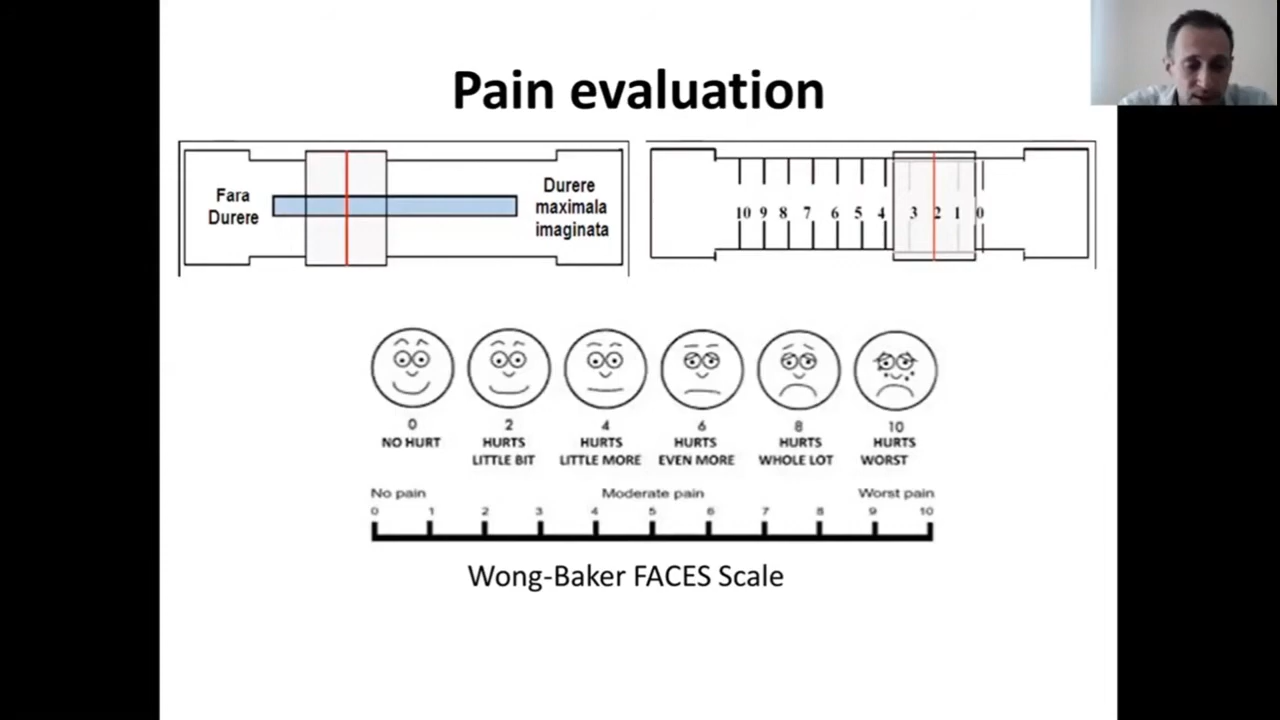 Pain evaluation
Fara
Durere
Durere
maximala
imaginata
10 9 8 7 6 5 4 3 2 1 0
0 2 4 6 8 10
NO HURT HURTS HURTS HURTS HURTS HURTS
LITTLE BIT LITTLE MORE EVEN MORE WHOLE LOT WORST
No pain Moderate pain Worst pain
0 1 2 3 4 5 6 7 8 9 10
Wong-Baker FACES Scale